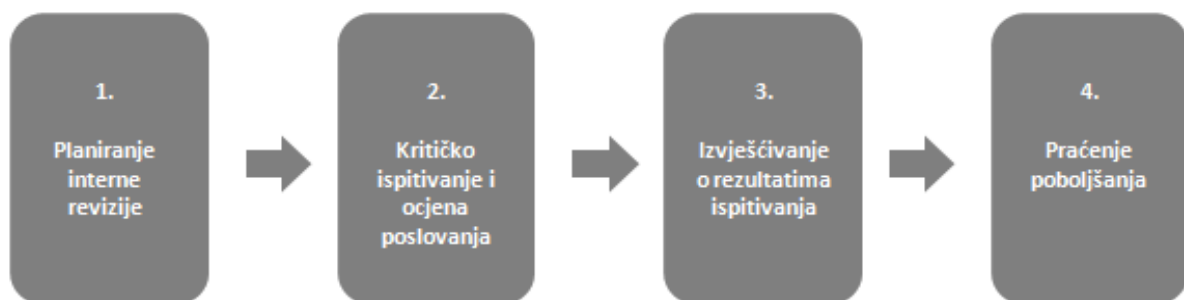 1.
Planiranje
interne
revizije
2.
Kritičko
ispitivanje i
ocjena
poslovanja
3.
Izvješćivanje
o rezultatima
ispitivanja
4.
Praćenje
poboljšanja